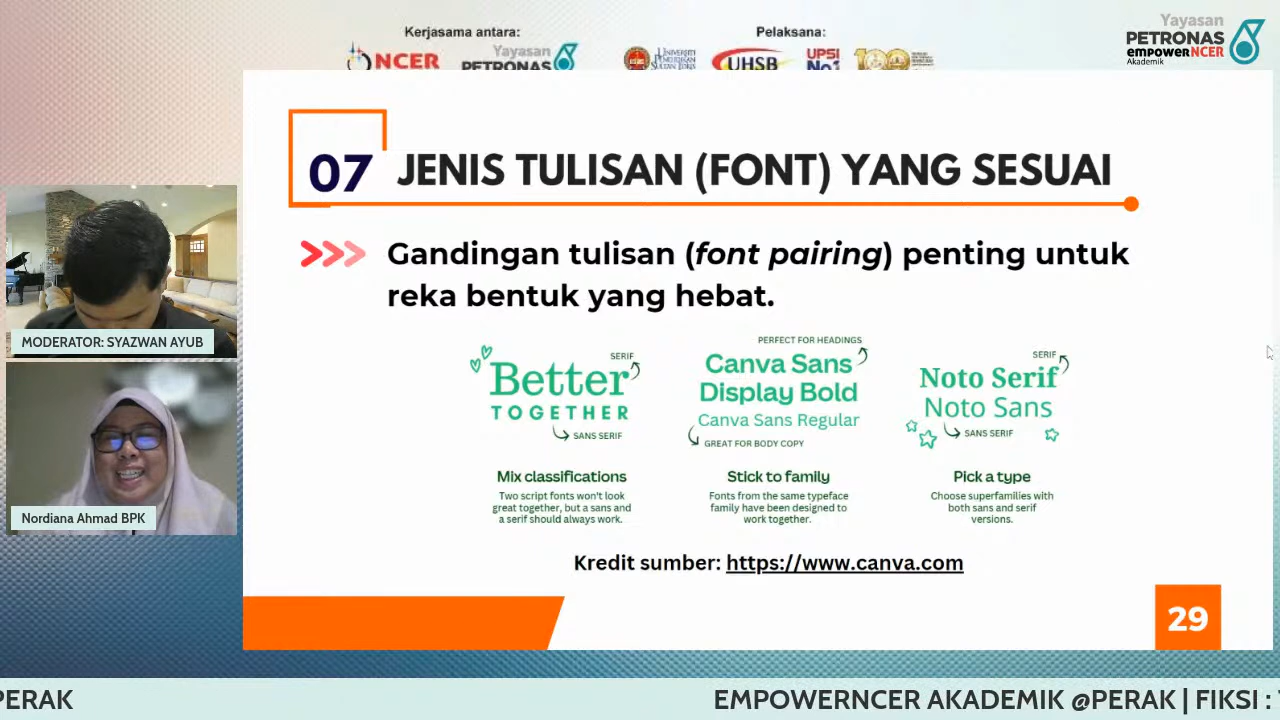 Kerjasama antara:
Pelaksana:
Yayasan
PETRONAS
empowerNCER
Akademik
NCER
Yayasan
PETRONAS
UHSB
UPSI
No1
07 JENIS TULISAN (FONT) YANG SESUAI
Gandingan tulisan (font pairing) penting untuk
reka bentuk yang hebat.
SERIF
Better
TOGETHER
SANS SERIF
Mix classifications
Two script fonts won't look
great together, but a sans and
a serif should always work.
PERFECT FOR HEADINGS
Canva Sans
Display Bold
Canva Sans Regular
GREAT FOR BODY COPY
Stick to family
Fonts from the same typeface
family have been designed to
work together.
SERIF
Noto Serif
Noto Sans
SANS SERIF
Pick a type
Choose superfamilies with
both sans and serif
versions.
Kredit sumber: https://www.canva.com
29
MODERATOR: SYAZWAN AYUB
Nordiana Ahmad BPK
PERAK
EMPOWERNCER AKADEMIK @PERAK | FIKSI :